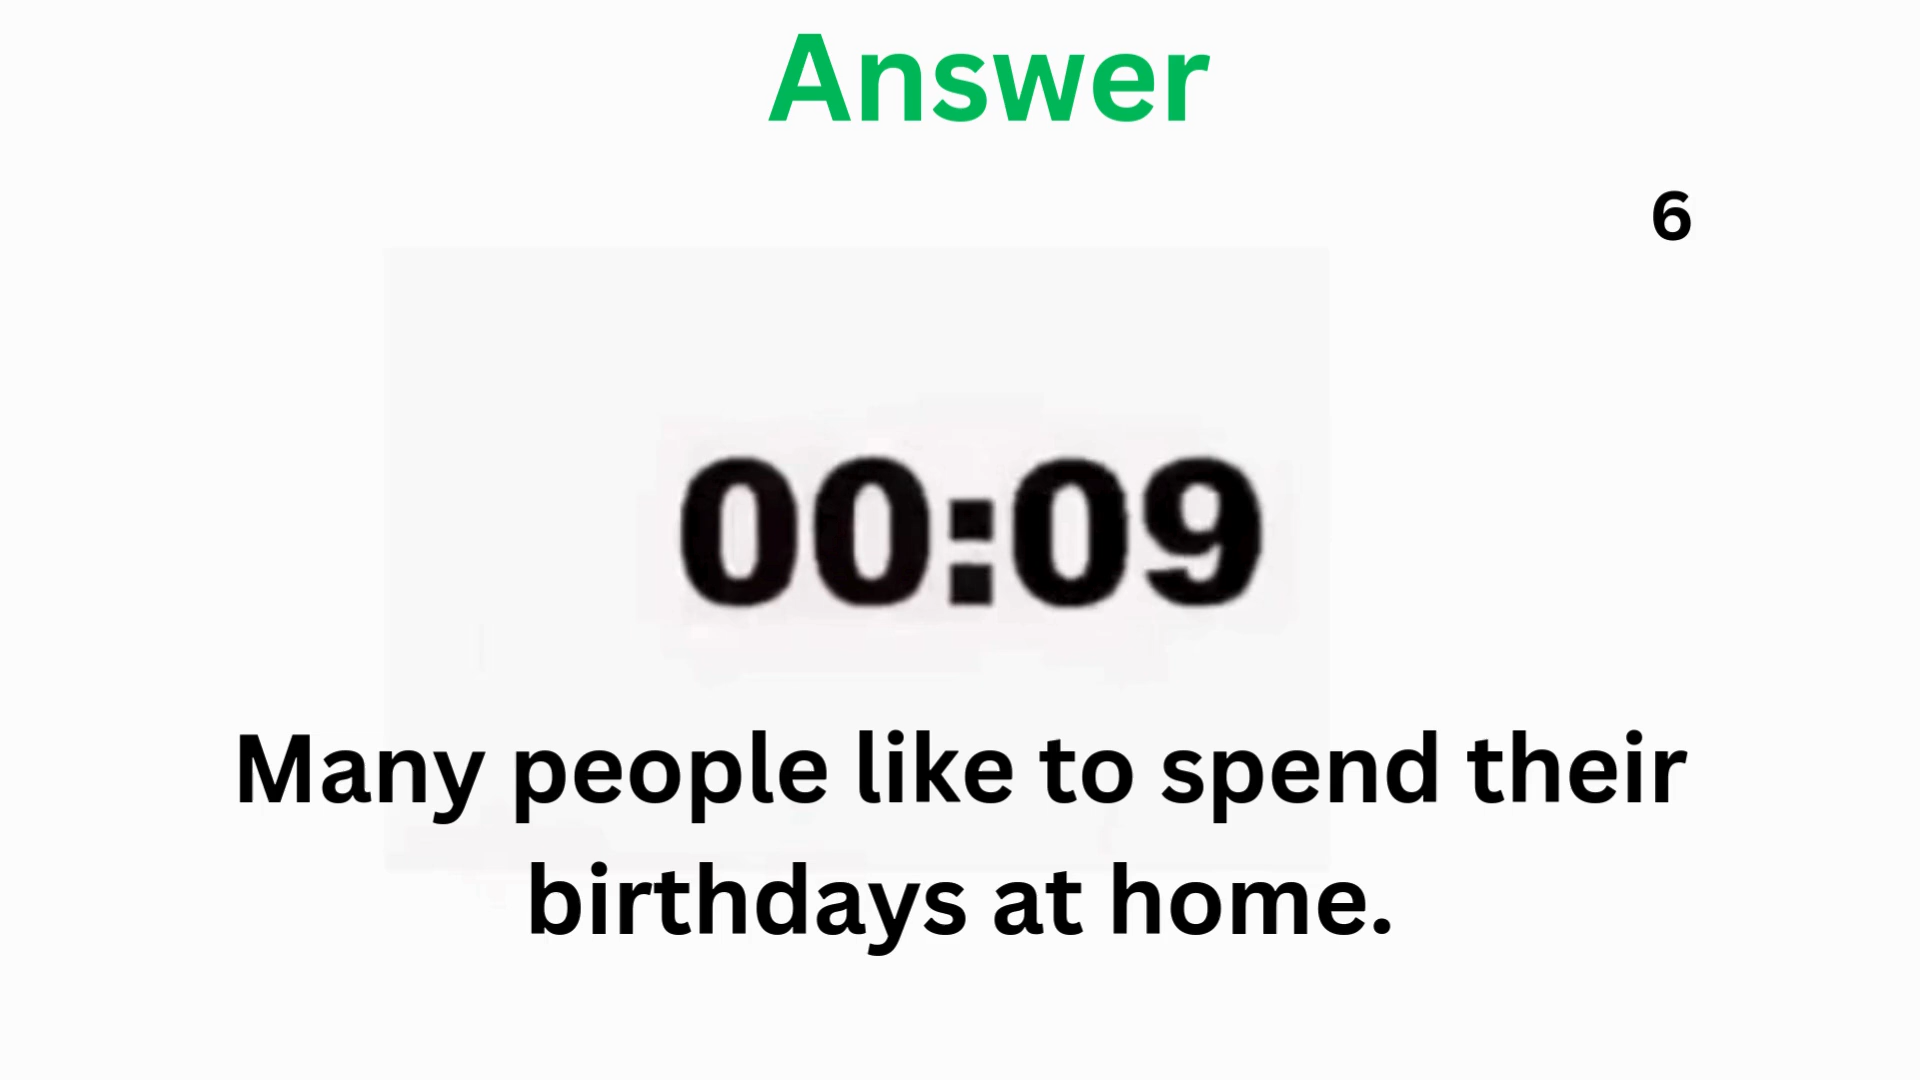 Answer
6
00:09
Many people like to spend their
birthdays at home.